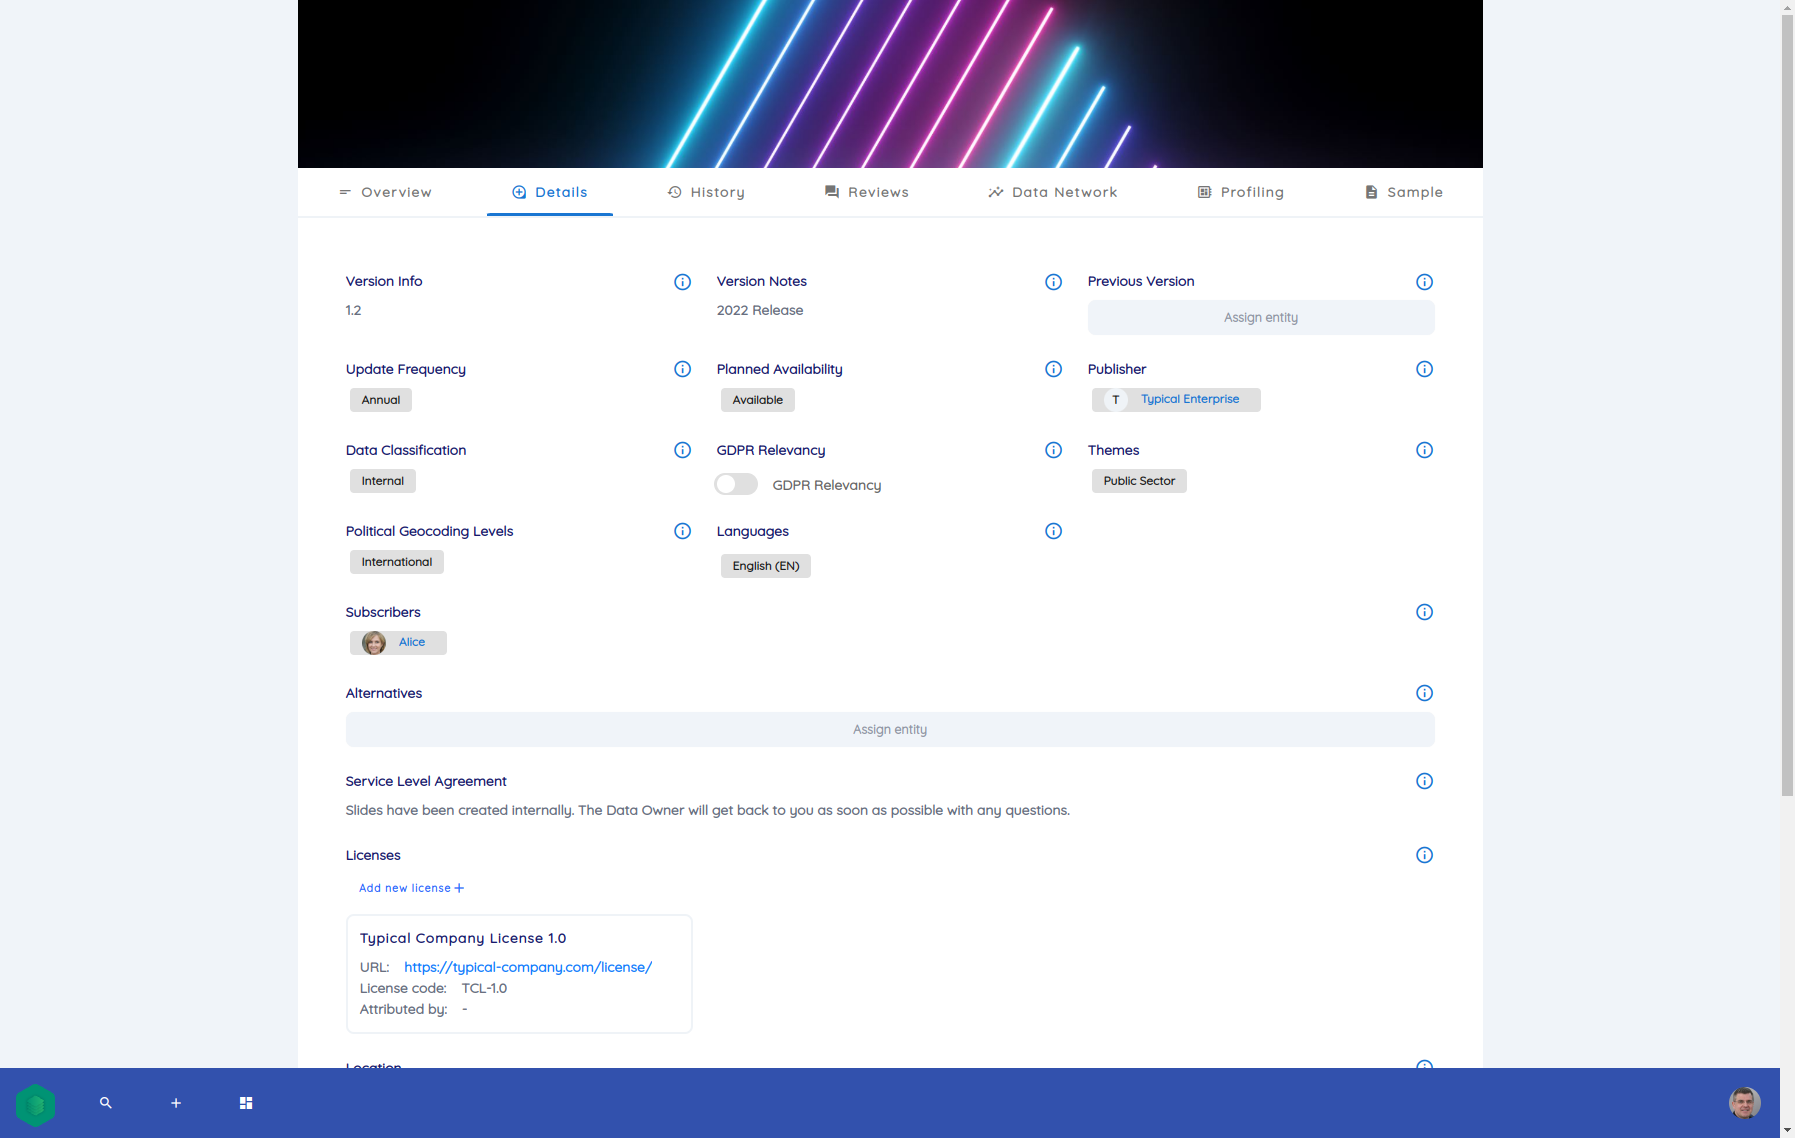 Overview Details History Reviews Data Network Profiling Sample
Version Info Version Notes Previous Version
1.2 2022 Release Assign entity
Update Frequency Planned Availability Publisher
Annual Available T Typical Enterprise
Data Classification GDPR Relevancy Themes
Internal GDPR Relevancy Public Sector
Political Geocoding Levels Languages
International English (EN)
Subscribers
Alice
Alternatives
Assign entity
Service Level Agreement
Slides have been created internally. The Data Owner will get back to you as soon as possible with any questions.
Licenses
Add new license +
Typical Company License 1.0
URL: https://typical-company.com/license/
License code: TCL-1.0
Attributed by: -
Location